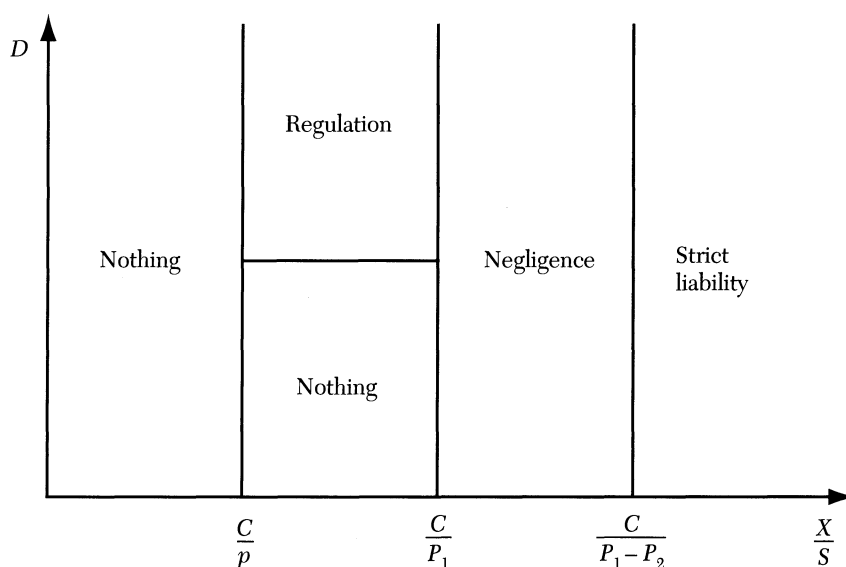 D
Regulation
Nothing
Negligence
Strict
liability
Nothing
C/p
C/P₁
C/(P₁ – P₂)
X/S